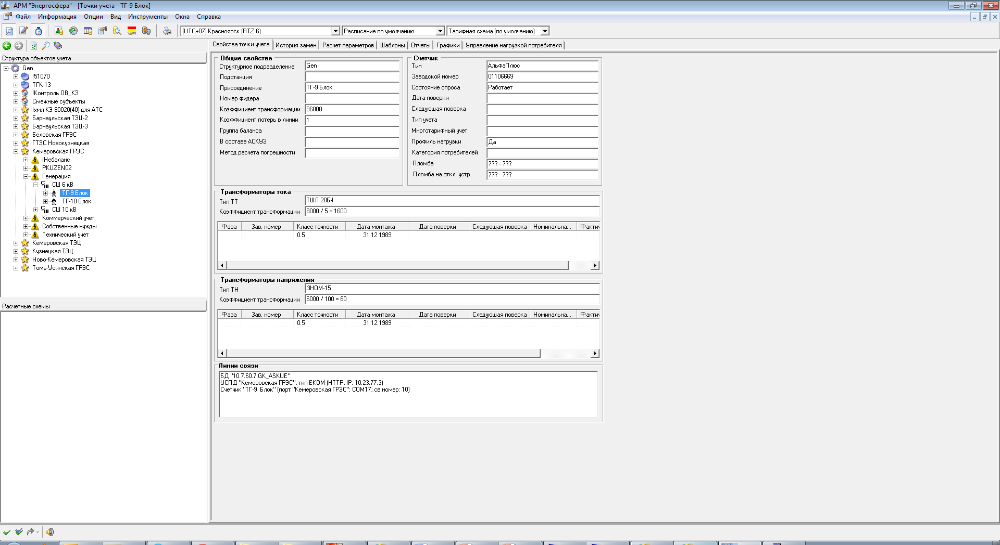 АРМ "Энергосфера" - [Точки учета - ТГ-9 Блок]
Файл Информация Опции Вид Инструменты Окна Справка
(UTC+07) Красноярск (RTZ 6) Расписание по умолчанию Тарифная схема (по умолчанию)
Структура объектов учета
Gen
!51070
ТГК-13
!Контроль ОВ_КЭ
Смежные субъекты
!хмл КЭ 80020(40) для АТС
Барнаульская ТЭЦ-2
Барнаульская ТЭЦ-3
Беловская ГРЭС
ГТЭС Новокузнецкая
Кемеровская ГРЭС
!Небаланс
PKUZEN02
Генерация
СШ СШ 6 кВ
ТГ-9 Блок
ТГ-10 Блок
СШ СШ 10 кВ
Коммерческий учет
Собственные нужды
Технический учет
Кемеровская ТЭЦ
Кузнецкая ТЭЦ
Ново-Кемеровская ТЭЦ
Томь-Усинская ГРЭС
Расчетные схемы
Свойства точки учета История замен Расчет параметров Шаблоны Отчеты Графики Управление нагрузкой потребителя
Общие свойства
Структурное подразделение Gen
Подстанция
Присоединение ТГ-9 Блок
Номер фидера
Коэффициент трансформации 96000
Коэффициент потерь в линии 1
Группа баланса
В составе АСКУЭ
Метод расчета погрешности
Счетчик
Тип АльфаПлюс
Заводской номер 01106669
Состояние опроса Работает
Дата поверки
Следующая поверка
Тип учета
Многотарифный учет
Профиль нагрузки Да
Категория потребителей
Пломба ??? - ???
Пломба на откл. устр. ??? - ???
Трансформаторы тока
Тип ТТ ТШЛ 20Б-I
Коэффициент трансформации 8000 / 5 = 1600
Фаза Зав. номер Класс точности Дата монтажа Дата поверки Следующая поверка Номинальна... Фактич
0.5 31.12.1989
Трансформаторы напряжения
Тип ТН ЗНОМ-15
Коэффициент трансформации 6000 / 100 = 60
Фаза Зав. номер Класс точности Дата монтажа Дата поверки Следующая поверка Номинальна... Фактич
0.5 31.12.1989
Линии связи
БД "10.7.60.7.GK_ASKUE"
УСПД "Кемеровская ГРЭС", тип ЕКОМ (HTTP, IP: 10.23.77.3)
Счетчик "ТГ-9 Блок" (порт "Кемеровская ГРЭС": COM17; св.номер: 10)